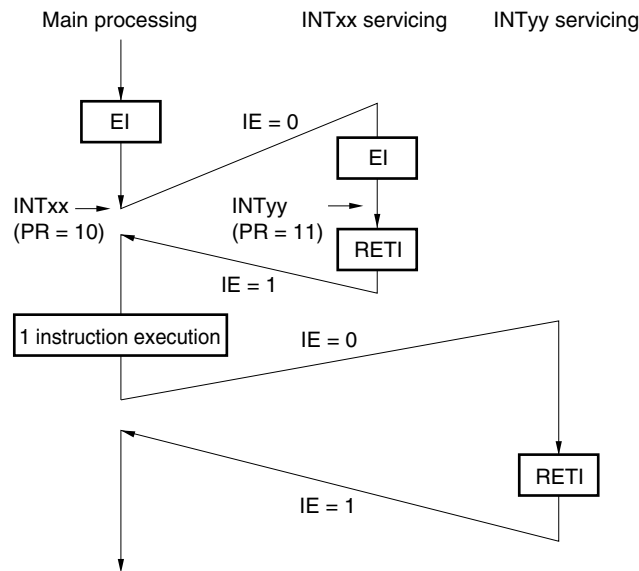 Main processing
INTxx servicing
INTyy servicing
EI
IE = 0
EI
INTxx
(PR = 10)
INTyy
(PR = 11)
RETI
IE = 1
1 instruction execution
IE = 0
RETI
IE = 1